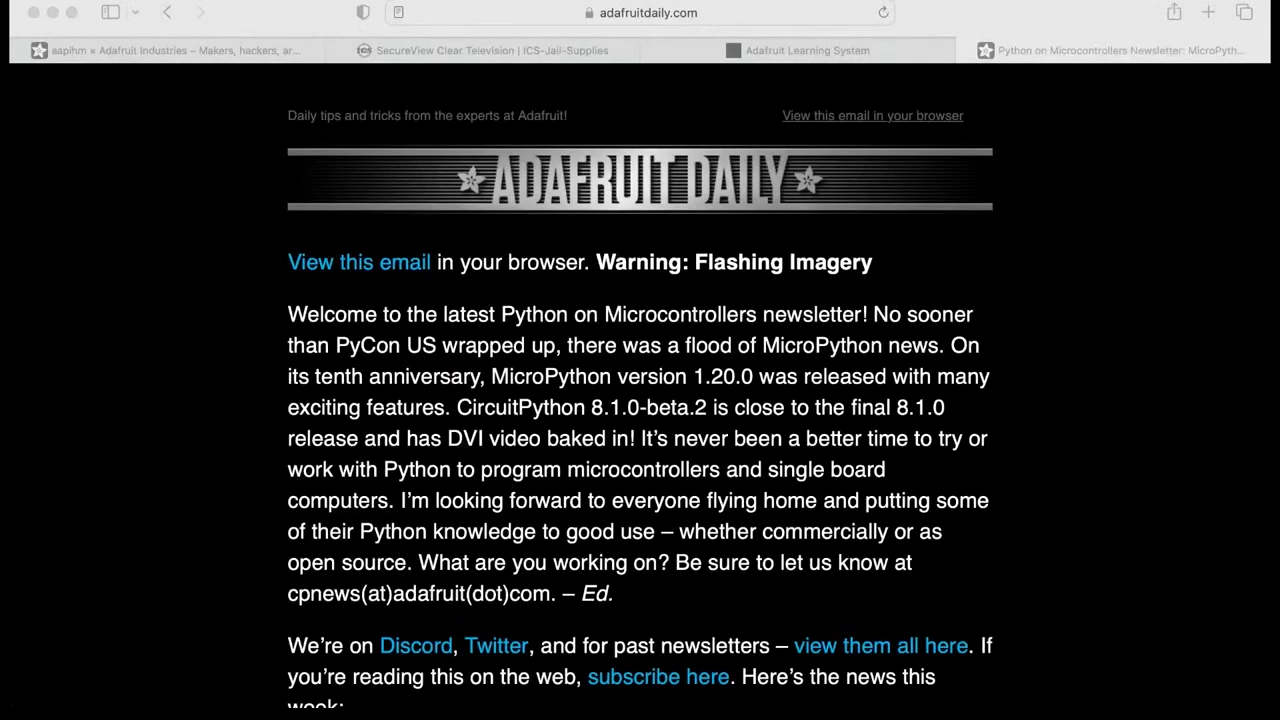 adafruitdaily.com
aapihm « Adafruit Industries – Makers, hackers, ar...
ICS SecureView Clear Television | ICS-Jail-Supplies
Adafruit Learning System
Python on Microcontrollers Newsletter: MicroPyth...
Daily tips and tricks from the experts at Adafruit!
View this email in your browser
ADAFRUIT DAILY
View this email in your browser. Warning: Flashing Imagery
Welcome to the latest Python on Microcontrollers newsletter! No sooner
than PyCon US wrapped up, there was a flood of MicroPython news. On
its tenth anniversary, MicroPython version 1.20.0 was released with many
exciting features. CircuitPython 8.1.0-beta.2 is close to the final 8.1.0
release and has DVI video baked in! It’s never been a better time to try or
work with Python to program microcontrollers and single board
computers. I’m looking forward to everyone flying home and putting some
of their Python knowledge to good use – whether commercially or as
open source. What are you working on? Be sure to let us know at
cpnews(at)adafruit(dot)com. – Ed.
We’re on Discord, Twitter, and for past newsletters – view them all here. If
you’re reading this on the web, subscribe here. Here’s the news this
week: